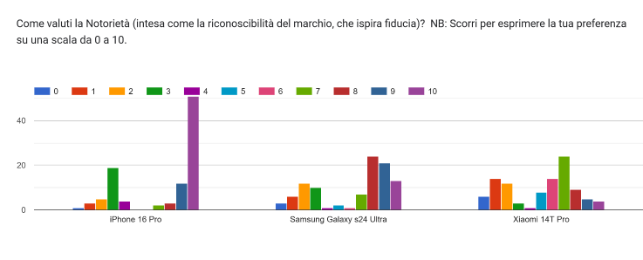 Come valuti la Notorietà (intesa come la riconoscibilità del marchio, che ispira fiducia)? NB: Scorri per esprimere la tua preferenza
su una scala da 0 a 10.
0 1 2 3 4 5 6 7 8 9 10
40
20
0
iPhone 16 Pro Samsung Galaxy s24 Ultra Xiaomi 14T Pro